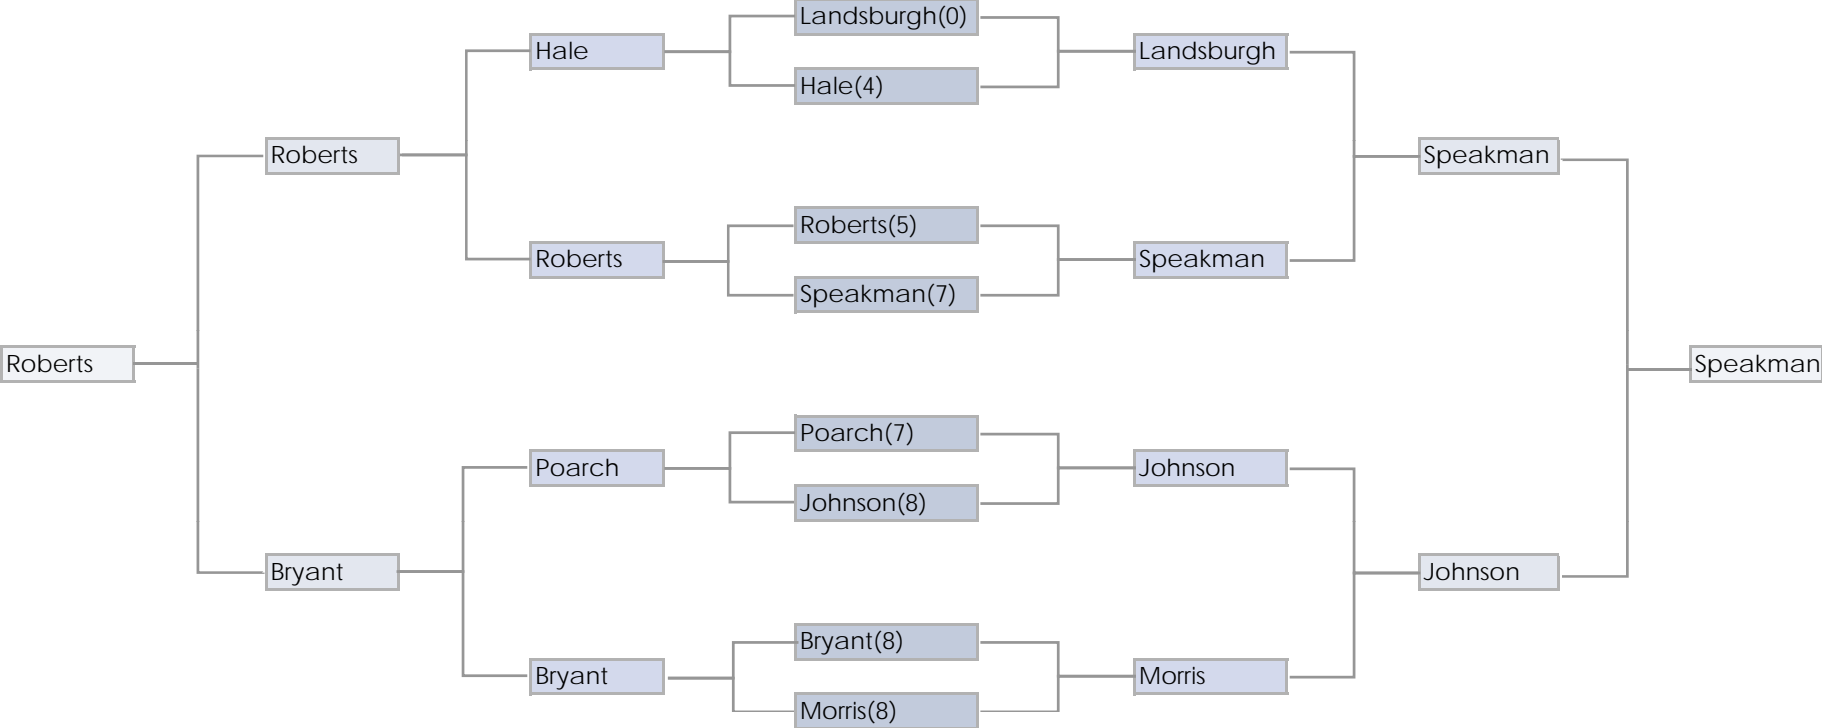 Landsburgh(0)
Hale
Landsburgh
Hale(4)
Roberts
Speakman
Roberts(5)
Roberts
Speakman
Speakman(7)
Roberts
Speakman
Poarch(7)
Poarch
Johnson
Johnson(8)
Bryant
Johnson
Bryant(8)
Bryant
Morris
Morris(8)